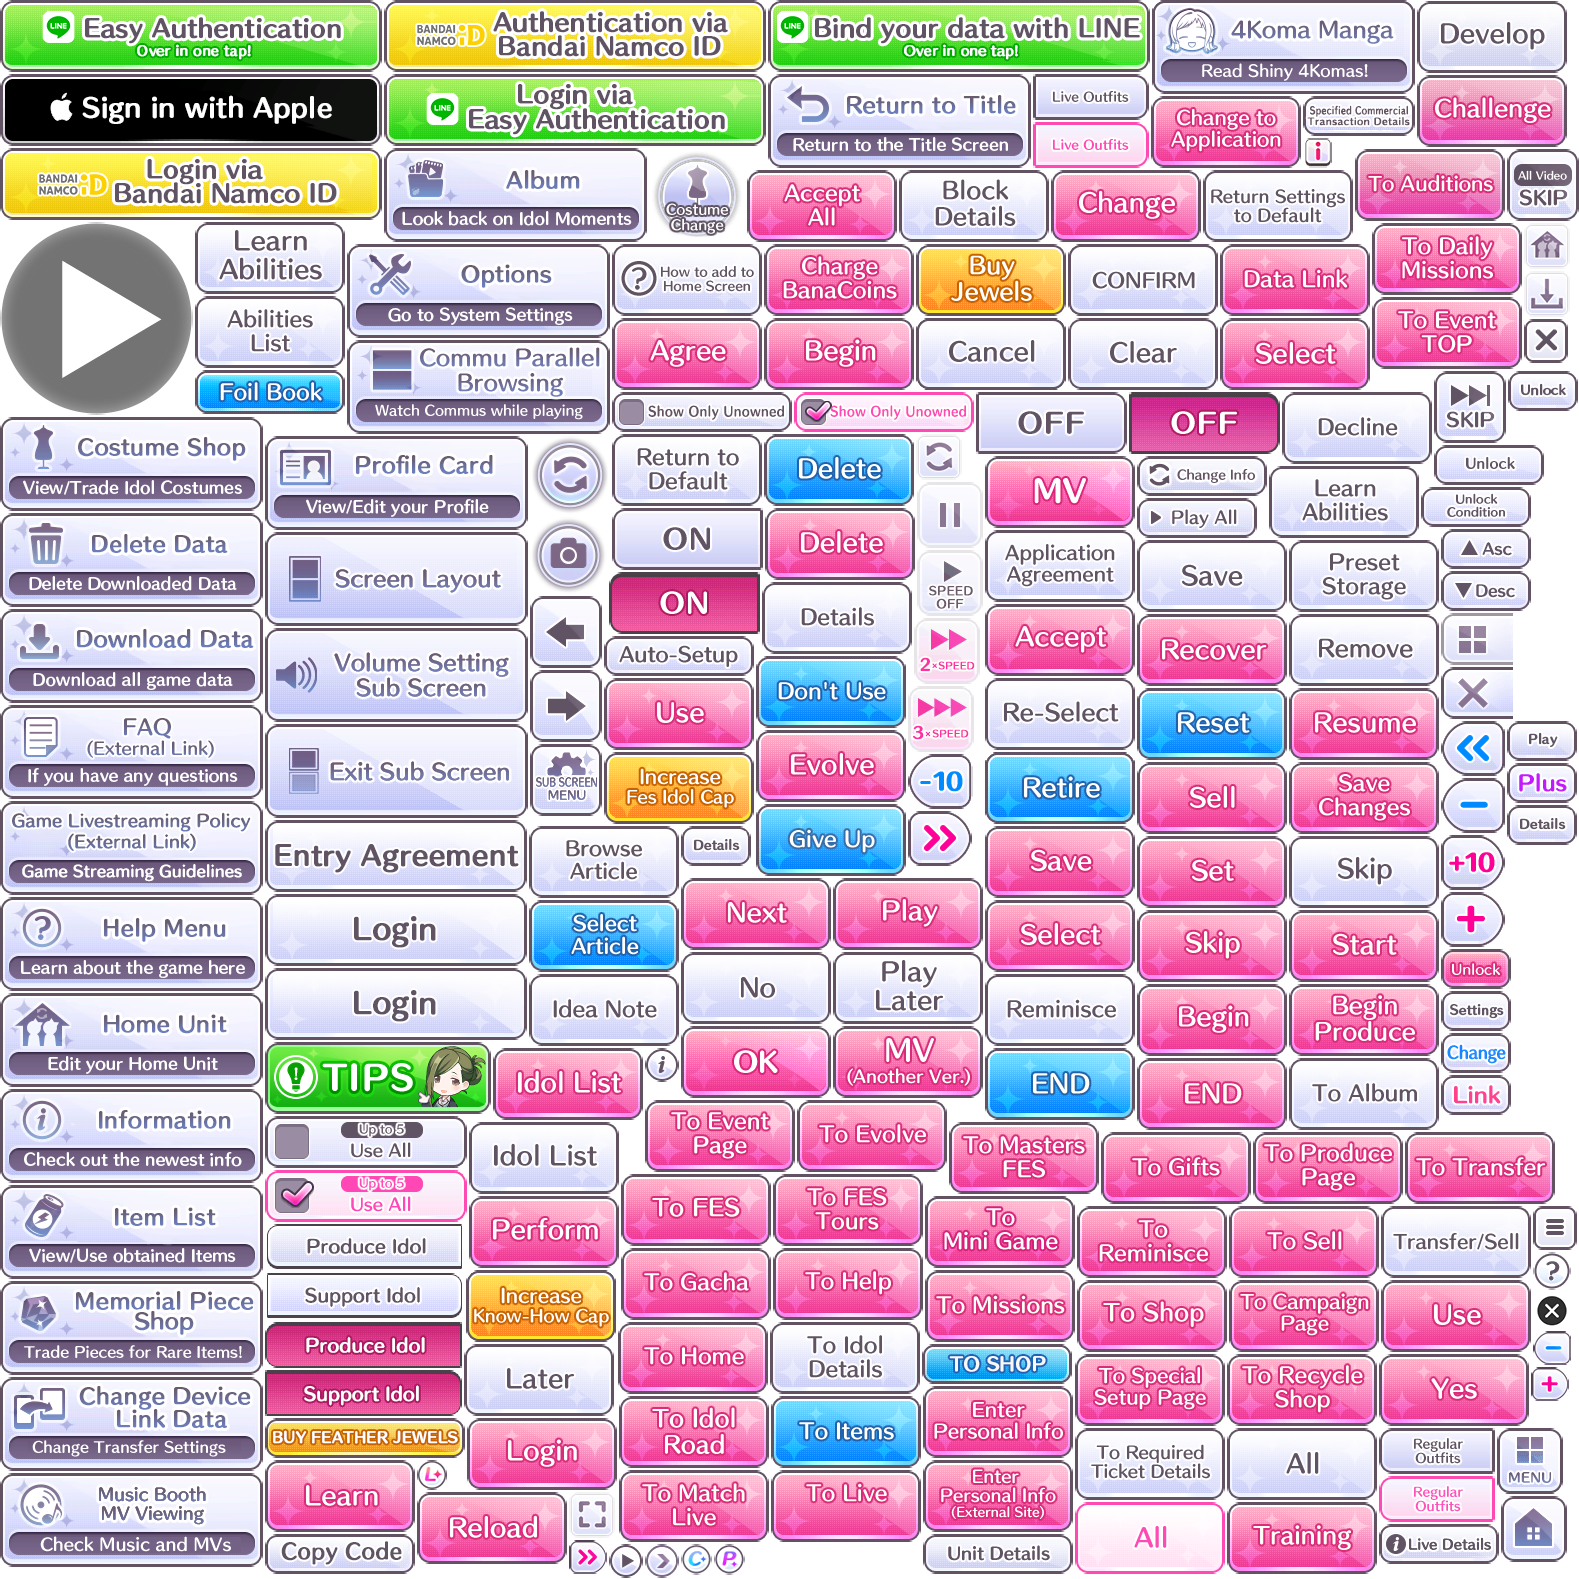 LINE
Easy Authentication
Over in one tap!
BANDAI
NAMCO
iD
Authentication via
Bandai Namco ID
LINE
Bind your data with LINE
Over in one tap!
4Koma Manga
Read Shiny 4Komas!
Develop
Sign in with Apple
LINE
Login via
Easy Authentication
Return to Title
Return to the Title Screen
Live Outfits
Live Outfits
Change to
Application
Specified Commercial
Transaction Details
i
Challenge
BANDAI
NAMCO
iD
Login via
Bandai Namco ID
Album
Look back on Idol Moments
Costume
Change
Accept
All
Block
Details
Change
Return Settings
to Default
To Auditions
All Video
SKIP
Learn
Abilities
Options
Go to System Settings
?
How to add to
Home Screen
Charge
BanaCoins
Buy
Jewels
CONFIRM
Data Link
To Daily
Missions
Abilities
List
Foil Book
Commu Parallel
Browsing
Watch Commus while playing
Agree
Begin
Cancel
Clear
Select
To Event
TOP
SKIP
Unlock
Show Only Unowned
Show Only Unowned
OFF
OFF
Decline
Costume Shop
View/Trade Idol Costumes
Profile Card
View/Edit your Profile
Return to
Default
Delete
MV
Change Info
Play All
Learn
Abilities
Unlock
Unlock
Condition
Delete Data
Delete Downloaded Data
Screen Layout
ON
Delete
SPEED
OFF
Application
Agreement
Save
Preset
Storage
Asc
Desc
ON
Details
Download Data
Download all game data
Volume Setting
Sub Screen
Auto-Setup
2×SPEED
Accept
Recover
Remove
Use
Don't Use
3×SPEED
Re-Select
Reset
Resume
FAQ
(External Link)
If you have any questions
Exit Sub Screen
SUB SCREEN
MENU
Increase
Fes Idol Cap
Evolve
-10
Retire
Sell
Save
Changes
Play
Plus
Details
Game Livestreaming Policy
(External Link)
Game Streaming Guidelines
Entry Agreement
Browse
Article
Details
Give Up
Save
Set
Skip
+10
Help Menu
Learn about the game here
Login
Select
Article
Next
Play
Select
Skip
Start
Unlock
Home Unit
Edit your Home Unit
Login
Idea Note
No
Play
Later
Reminisce
Begin
Begin
Produce
Settings
Change
TIPS
Idol List
i
OK
MV
(Another Ver.)
END
END
To Album
Link
i
Information
Check out the newest info
Up to 5
Use All
Idol List
To Event
Page
To Evolve
To Masters
FES
To Gifts
To Produce
Page
To Transfer
Up to 5
Use All
Item List
View/Use obtained Items
Produce Idol
Perform
To FES
To FES
Tours
To
Mini Game
To
Reminisce
To Sell
Transfer/Sell
?
Memorial Piece
Shop
Trade Pieces for Rare Items!
Support Idol
Increase
Know-How Cap
To Gacha
To Help
To Missions
To Shop
To Campaign
Page
Use
Produce Idol
Support Idol
Later
To Home
To Idol
Details
TO SHOP
To Special
Setup Page
To Recycle
Shop
Yes
Change Device
Link Data
Change Transfer Settings
BUY FEATHER JEWELS
Login
To Idol
Road
To Items
Enter
Personal Info
To Required
Ticket Details
All
Regular
Outfits
MENU
Music Booth
MV Viewing
Check Music and MVs
Learn
L+
Reload
To Match
Live
To Live
Enter
Personal Info
(External Site)
All
Training
Regular
Outfits
Copy Code
C+
P+
Unit Details
i Live Details